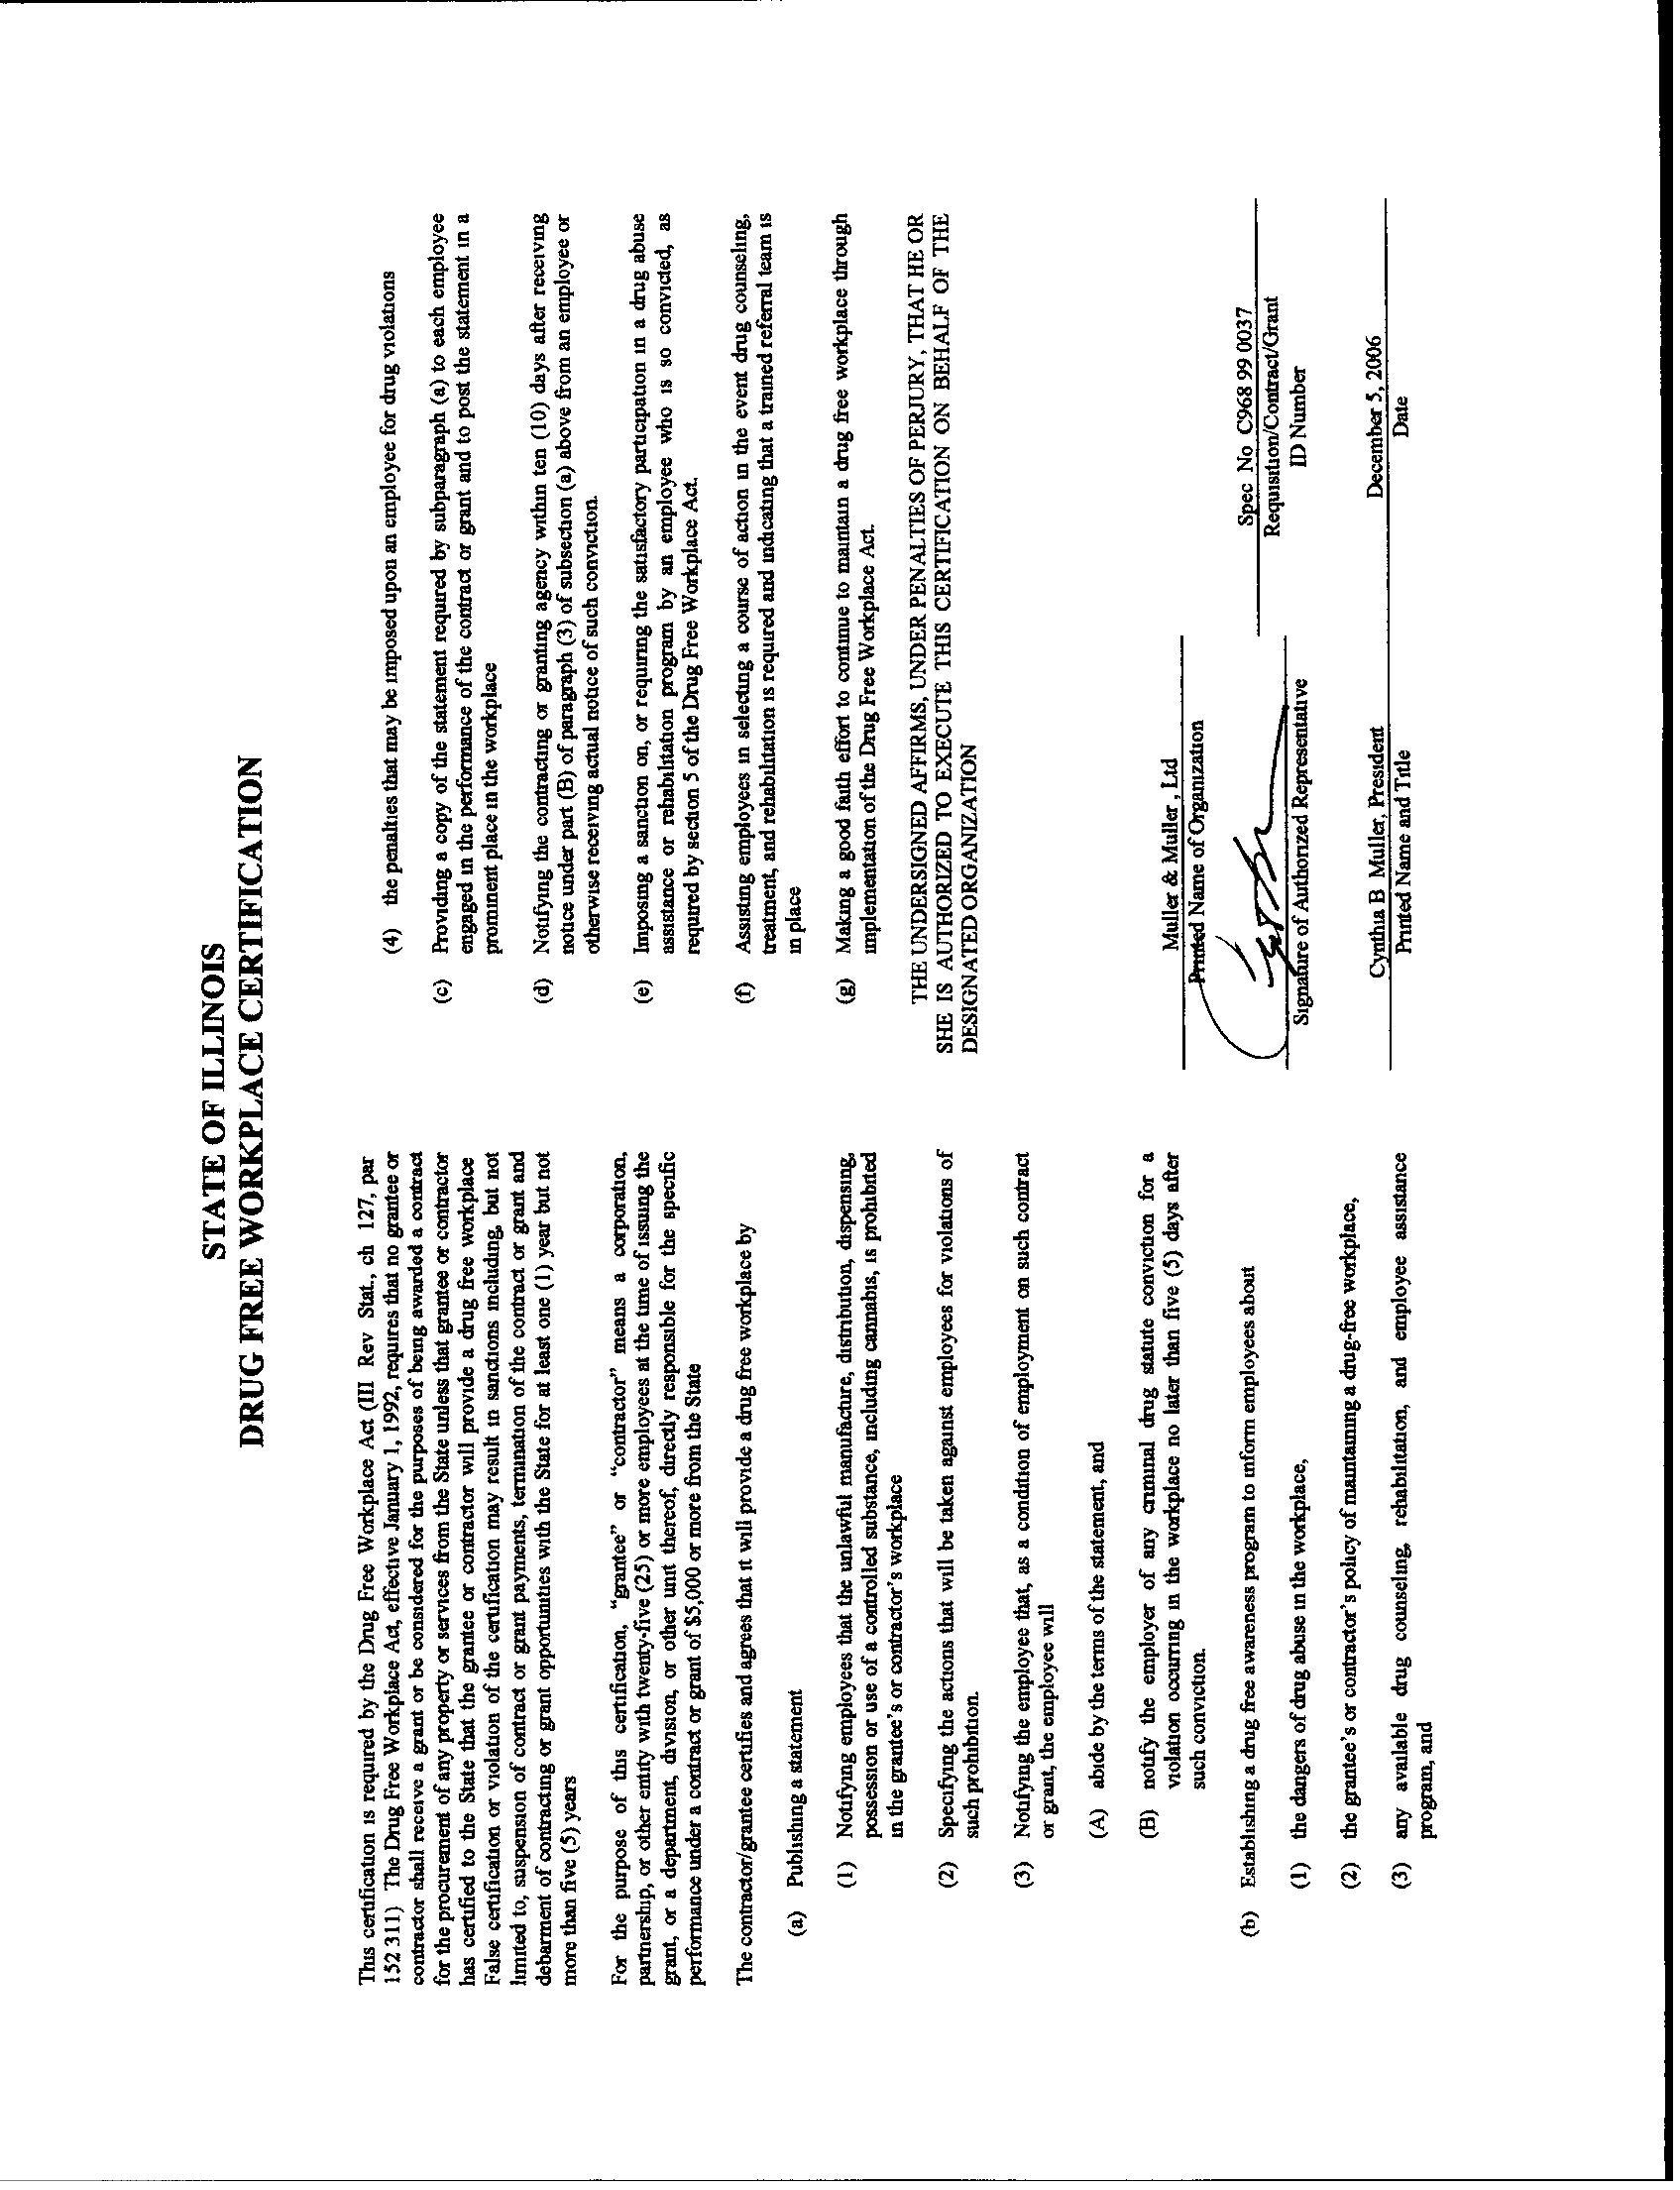 STATE OF ILLINOIS
DRUG FREE WORKPLACE CERTIFICATION
This certification is required by the Drug Free Workplace Act (Ill Rev Stat., ch 127, par
152 311) The Drug Free Workplace Act, effective January 1, 1992, requires that no grantee or
contractor shall receive a grant or be considered for the purposes of being awarded a contract
for the procurement of any property or services from the State unless that grantee or contractor
has certified to the State that the grantee or contractor will provide a drug free workplace
False certification or violation of the certification may result in sanctions including, but not
limited to, suspension of contract or grant payments, termination of the contract or grant and
debarment of contracting or grant opportunities with the State for at least one (1) year but not
more than five (5) years
For the purpose of this certification, "grantee" or "contractor" means a corporation,
partnership, or other entity with twenty-five (25) or more employees at the time of issuing the
grant, or a department, division, or other unit thereof, directly responsible for the specific
performance under a contract or grant of $5,000 or more from the State
The contractor/grantee certifies and agrees that it will provide a drug free workplace by
(a) Publishing a statement
(1) Notifying employees that the unlawful manufacture, distribution, dispensing,
possession or use of a controlled substance, including cannabis, is prohibited
in the grantee's or contractor's workplace
(2) Specifying the actions that will be taken against employees for violations of
such prohibition.
(3) Notifying the employee that, as a condition of employment on such contract
or grant, the employee will
(A) abide by the terms of the statement, and
(B) notify the employer of any criminal drug statute conviction for a
violation occurring in the workplace no later than five (5) days after
such conviction.
(b) Establishing a drug free awareness program to inform employees about
(1) the dangers of drug abuse in the workplace,
(2) the grantee's or contractor's policy of mantaining a drug-free workplace,
(3) any available drug counseling, rehabilitation, and employee assistance
program, and
(4) the penalties that may be imposed upon an employee for drug violations
(c) Providing a copy of the statement required by subparagraph (a) to each employee
engaged in the performance of the contract or grant and to post the statement in a
prominent place in the workplace
(d) Notifying the contracting or granting agency within ten (10) days after receiving
notice under part (B) of paragraph (3) of subsection (a) above from an employee or
otherwise receiving actual notice of such conviction.
(e) Imposing a sanction on, or requiring the satisfactory participation in a drug abuse
assistance or rehabilitation program by an employee who is so convicted, as
required by section 5 of the Drug Free Workplace Act.
(f) Assisting employees in selecting a course of action in the event drug counseling,
treatment, and rehabilitation is required and indicating that a trained referral team is
in place
(g) Making a good faith effort to continue to maintain a drug free workplace through
implementation of the Drug Free Workplace Act.
THE UNDERSIGNED AFFIRMS, UNDER PENALTIES OF PERJURY, THAT HE OR
SHE IS AUTHORIZED TO EXECUTE THIS CERTIFICATION ON BEHALF OF THE
DESIGNATED ORGANIZATION
Muller & Muller , Ltd
Printed Name of Organization
Spec No C968 99 0037
Signature of Authorized Representative
Requisition/Contract/Grant
ID Number
Cynthia B Muller, President
December 5, 2006
Printed Name and Title
Date